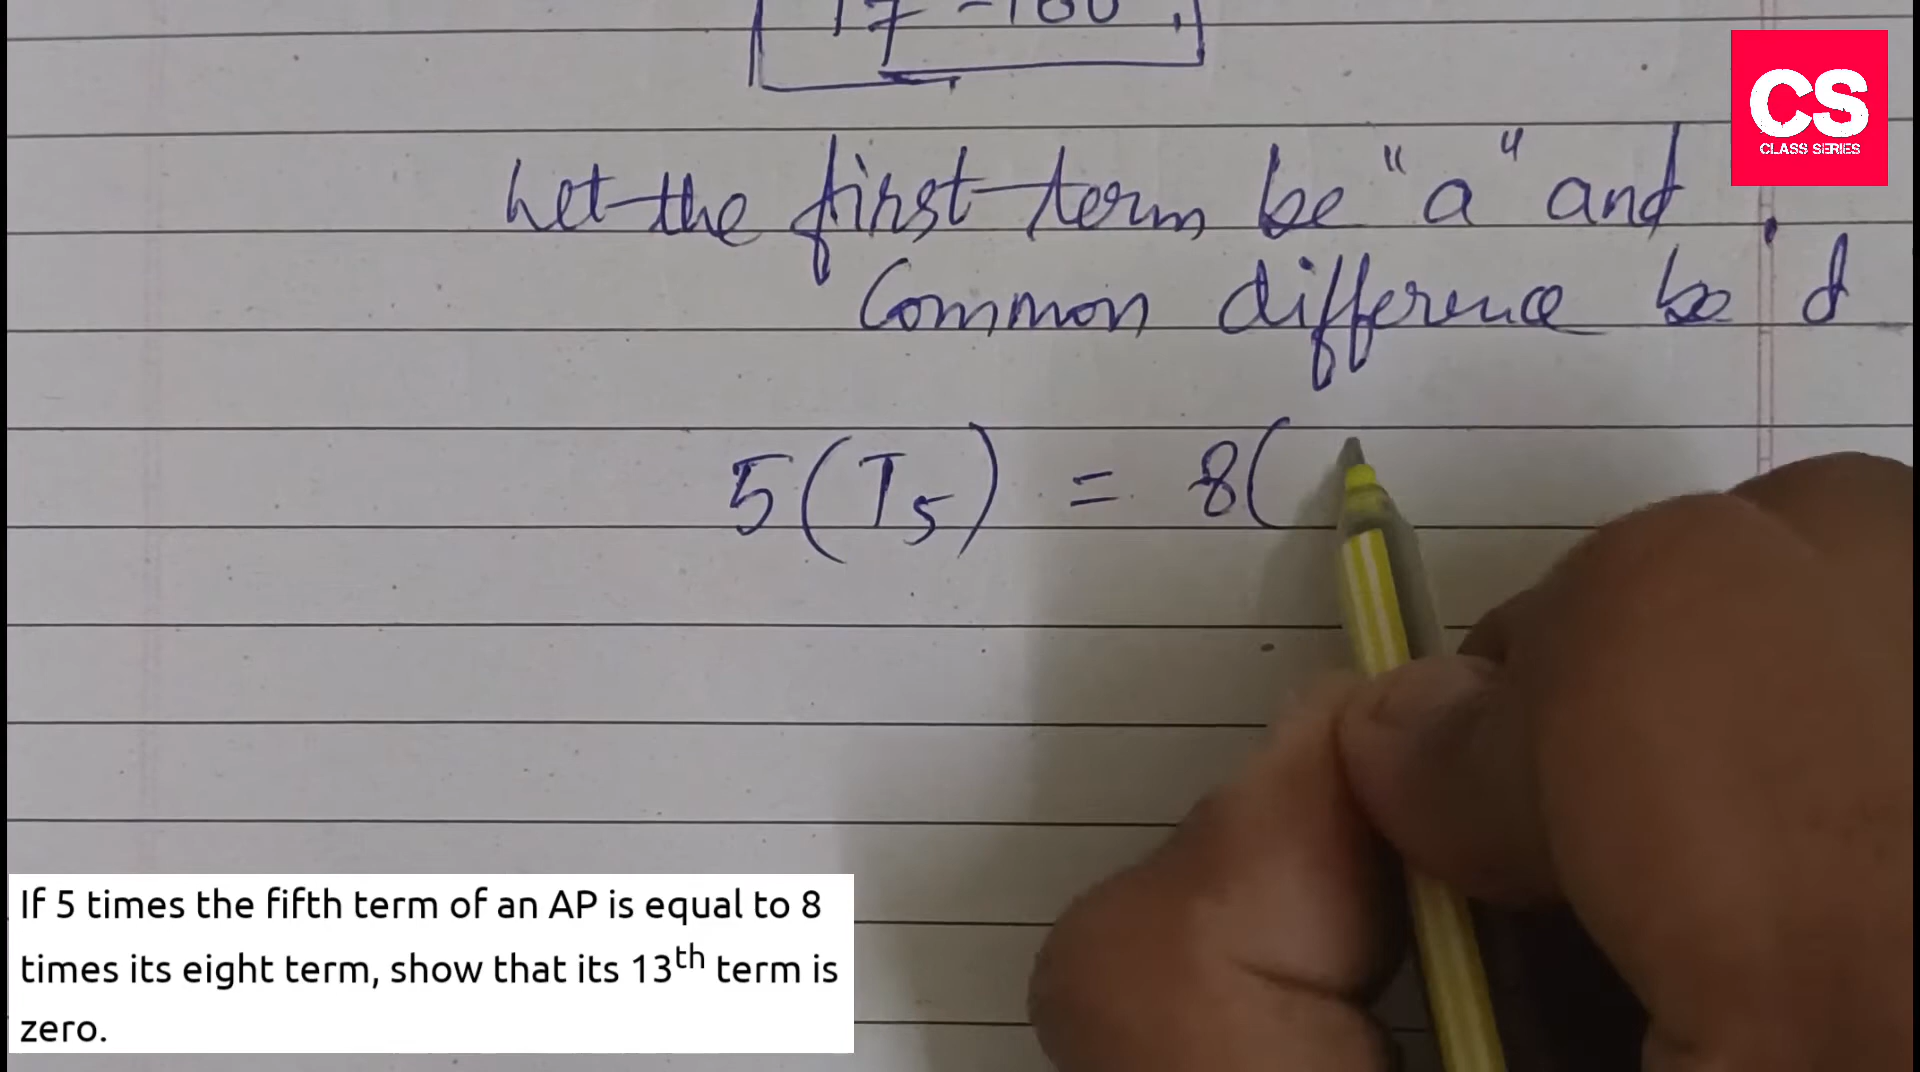 CS
CLASS SERIES
Let the first term be "a" and
Common difference be d
5(T₅) = 8(
If 5 times the fifth term of an AP is equal to 8
times its eight term, show that its 13th term is
zero.